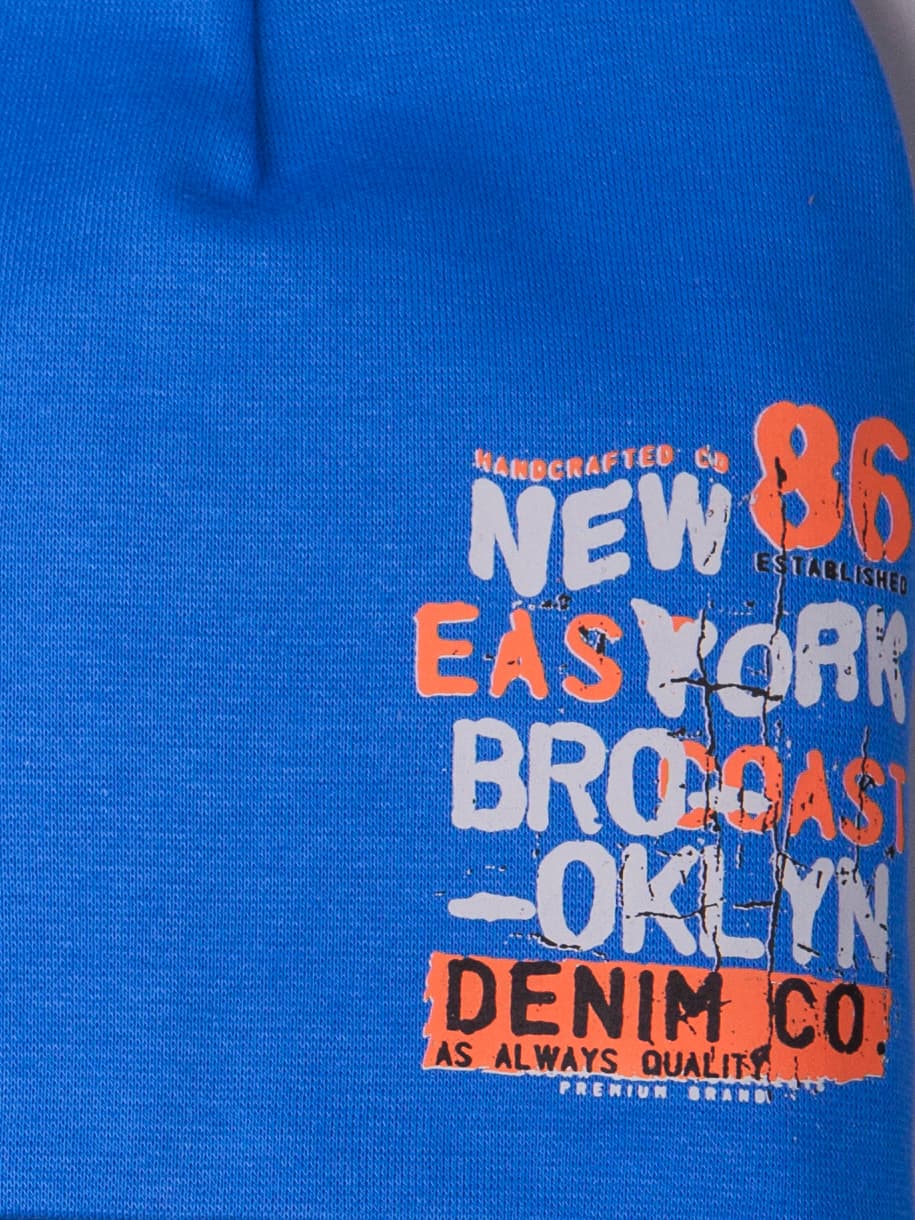 HANDCRAFTED CO
86
NEW
ESTABLISHED
EAS YORK
BRO- COAST
-OKLYN
DENIM CO.
AS ALWAYS QUALITY
PREMIUM BRAND